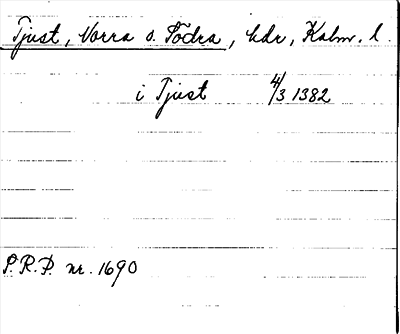 Tjust, Norra o. Södra, hdr, Kalm. l.
i Tjust 4/3 1382
P.R.P. nr. 1690